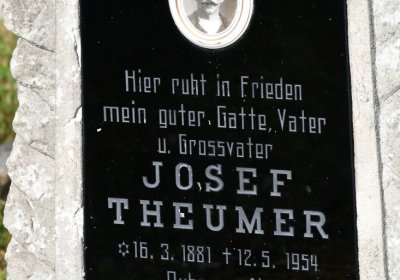 Hier ruht in Frieden
mein guter Gatte, Vater
u. Grossvater
JOSEF
THEUMER
✩16. 3. 1881 ✝12. 5. 1954